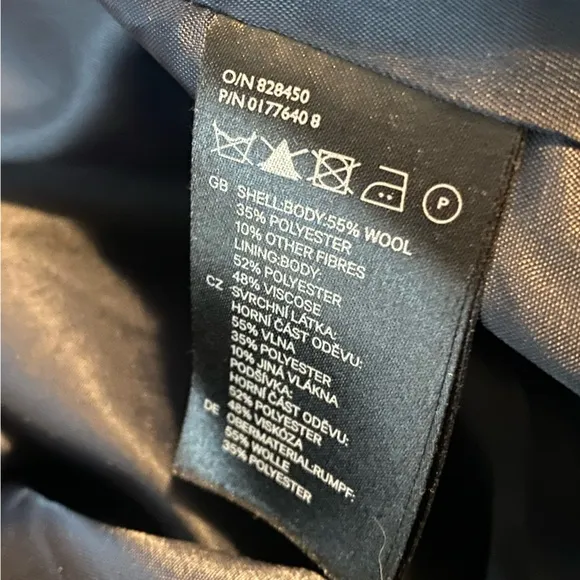 O/N 828450
P/N 0177640 8
P
GB SHELL:BODY:55% WOOL
35% POLYESTER
10% OTHER FIBRES
LINING:BODY:
52% POLYESTER
48% VISCOSE
CZ SVRCHNÍ LÁTKA:
HORNÍ ČÁST ODĚVU:
55% VLNA
35% POLYESTER
10% JINÁ VLÁKNA
PODŠÍVKA:
HORNÍ ČÁST ODĚVU:
52% POLYESTER
48% VISKÓZA
DE OBERMATERIAL:RUMPF:
55% WOLLE
35% POLYESTER